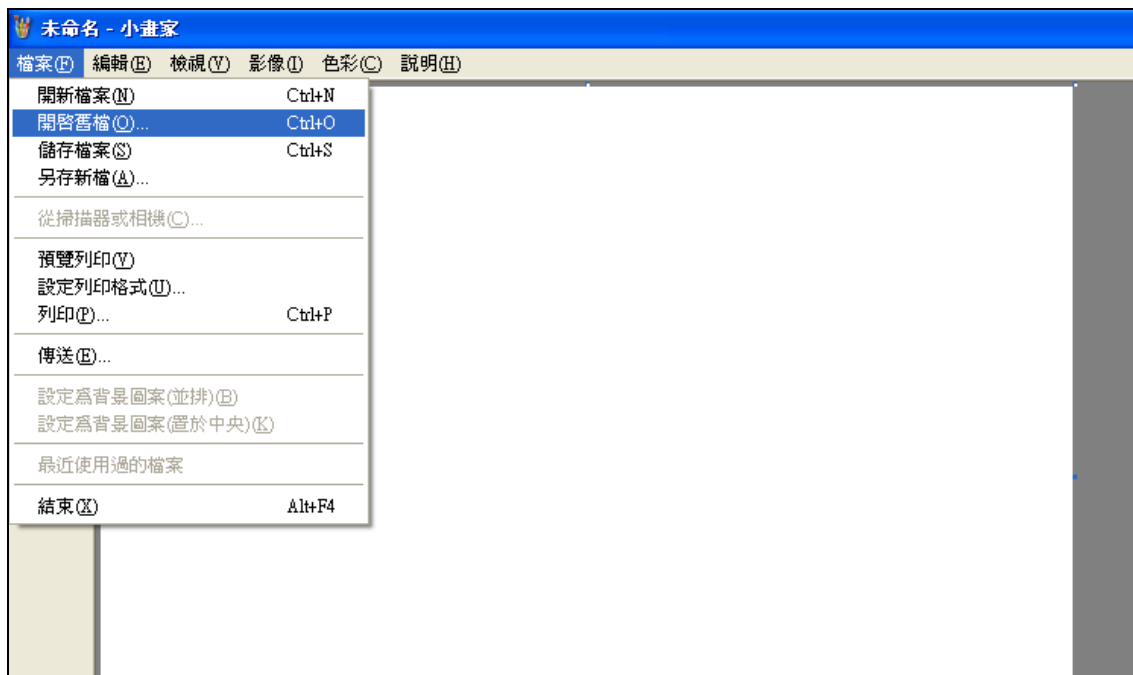 未命名 - 小畫家
檔案(F) 編輯(E) 檢視(V) 影像(I) 色彩(C) 說明(H)
開新檔案(N) Ctrl+N
開啓舊檔(O)... Ctrl+O
儲存檔案(S) Ctrl+S
另存新檔(A)...
從掃描器或相機(C)...
預覽列印(V)
設定列印格式(U)...
列印(P)... Ctrl+P
傳送(E)...
設定爲背景圖案(並排)(B)
設定爲背景圖案(置於中央)(K)
最近使用過的檔案
結束(X) Alt+F4